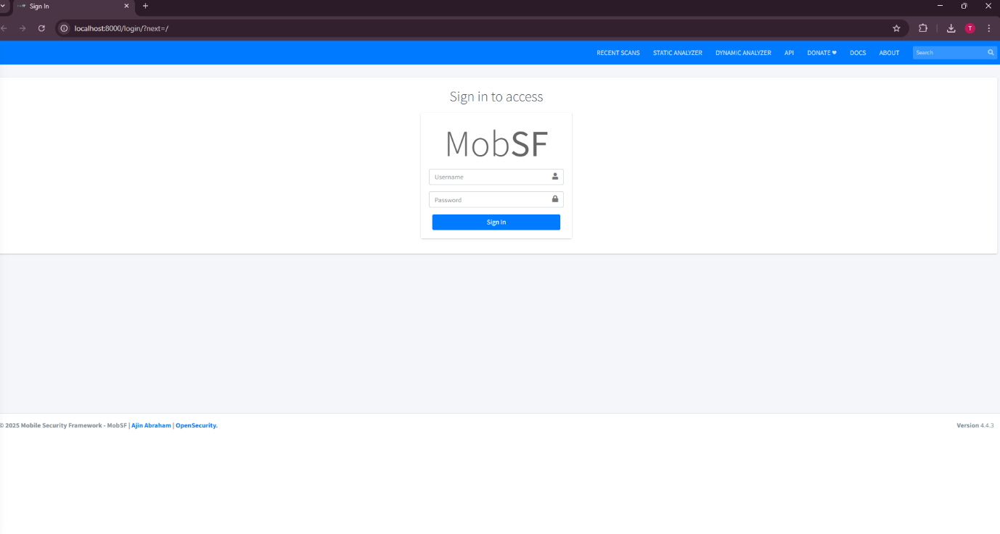 Sign In
localhost:8000/login/?next=/
T
RECENT SCANS STATIC ANALYZER DYNAMIC ANALYZER API DONATE ❤ DOCS ABOUT Search
Sign in to access
MobSF
Username
Password
Sign In
© 2025 Mobile Security Framework - MobSF | Ajin Abraham | OpenSecurity.
Version 4.4.3